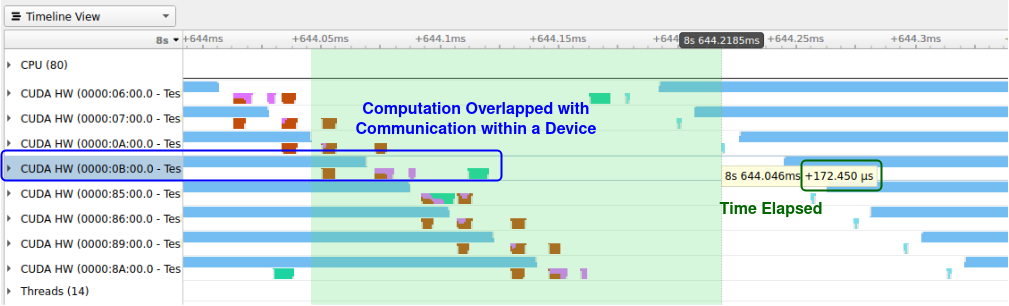 Timeline View
8s
+644ms
+644.05ms
+644.1ms
+644.15ms
8s 644.2185ms
+644.25ms
+644.3ms
CPU (80)
CUDA HW (0000:06:00.0 - Tes
CUDA HW (0000:07:00.0 - Tes
CUDA HW (0000:0A:00.0 - Tes
CUDA HW (0000:0B:00.0 - Tes
CUDA HW (0000:85:00.0 - Tes
CUDA HW (0000:86:00.0 - Tes
CUDA HW (0000:89:00.0 - Tes
CUDA HW (0000:8A:00.0 - Tes
Threads (14)
Computation Overlapped with
Communication within a Device
8s 644.046ms
+172.450 µs
Time Elapsed